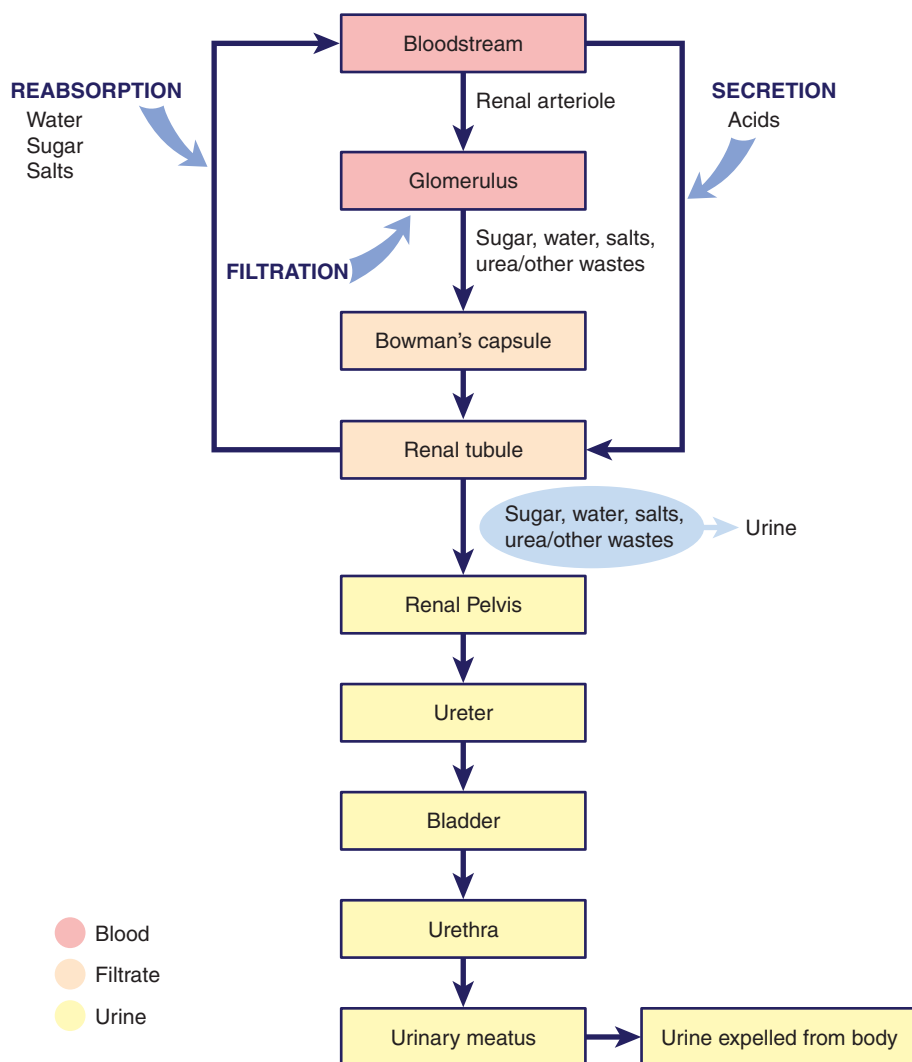 Bloodstream
REABSORPTION
Water
Sugar
Salts
Renal arteriole
SECRETION
Acids
Glomerulus
FILTRATION
Sugar, water, salts,
urea/other wastes
Bowman's capsule
Renal tubule
Sugar, water, salts,
urea/other wastes
Urine
Renal Pelvis
Ureter
Bladder
Urethra
Urinary meatus
Urine expelled from body
Blood
Filtrate
Urine